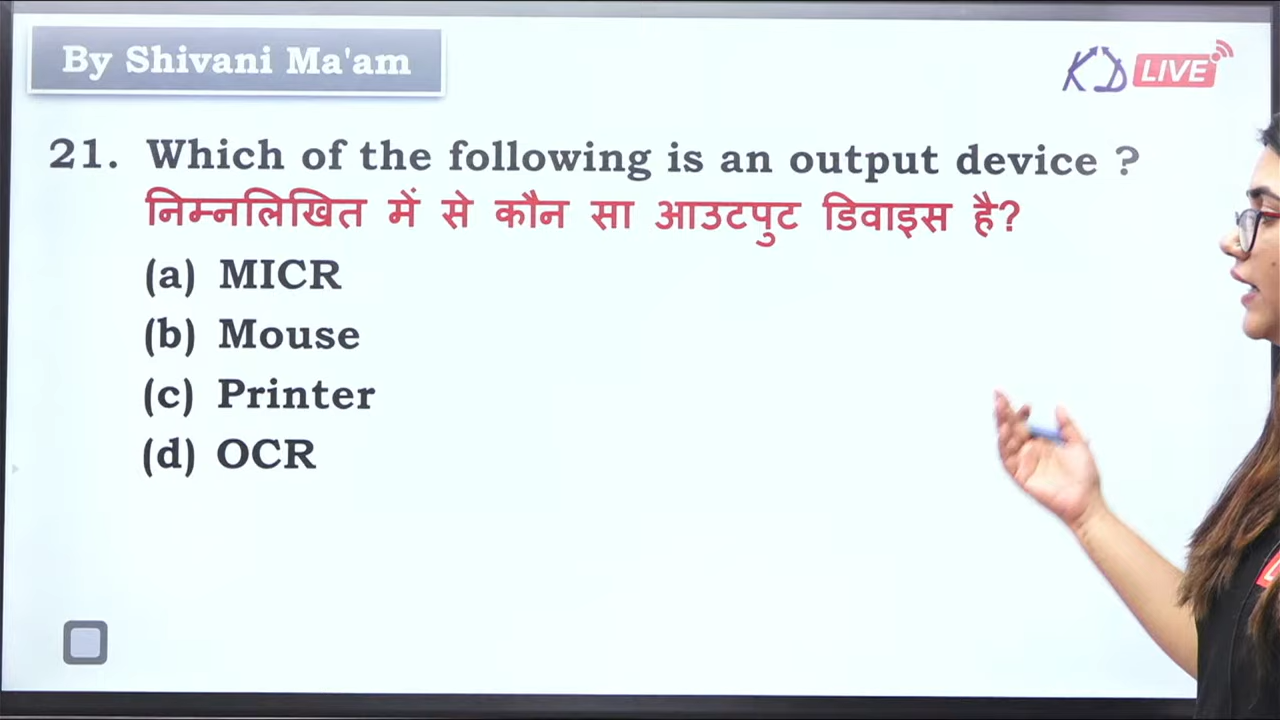 By Shivani Ma'am
KD LIVE
21. Which of the following is an output device ?
निम्नलिखित में से कौन सा आउटपुट डिवाइस है?
(a) MICR
(b) Mouse
(c) Printer
(d) OCR